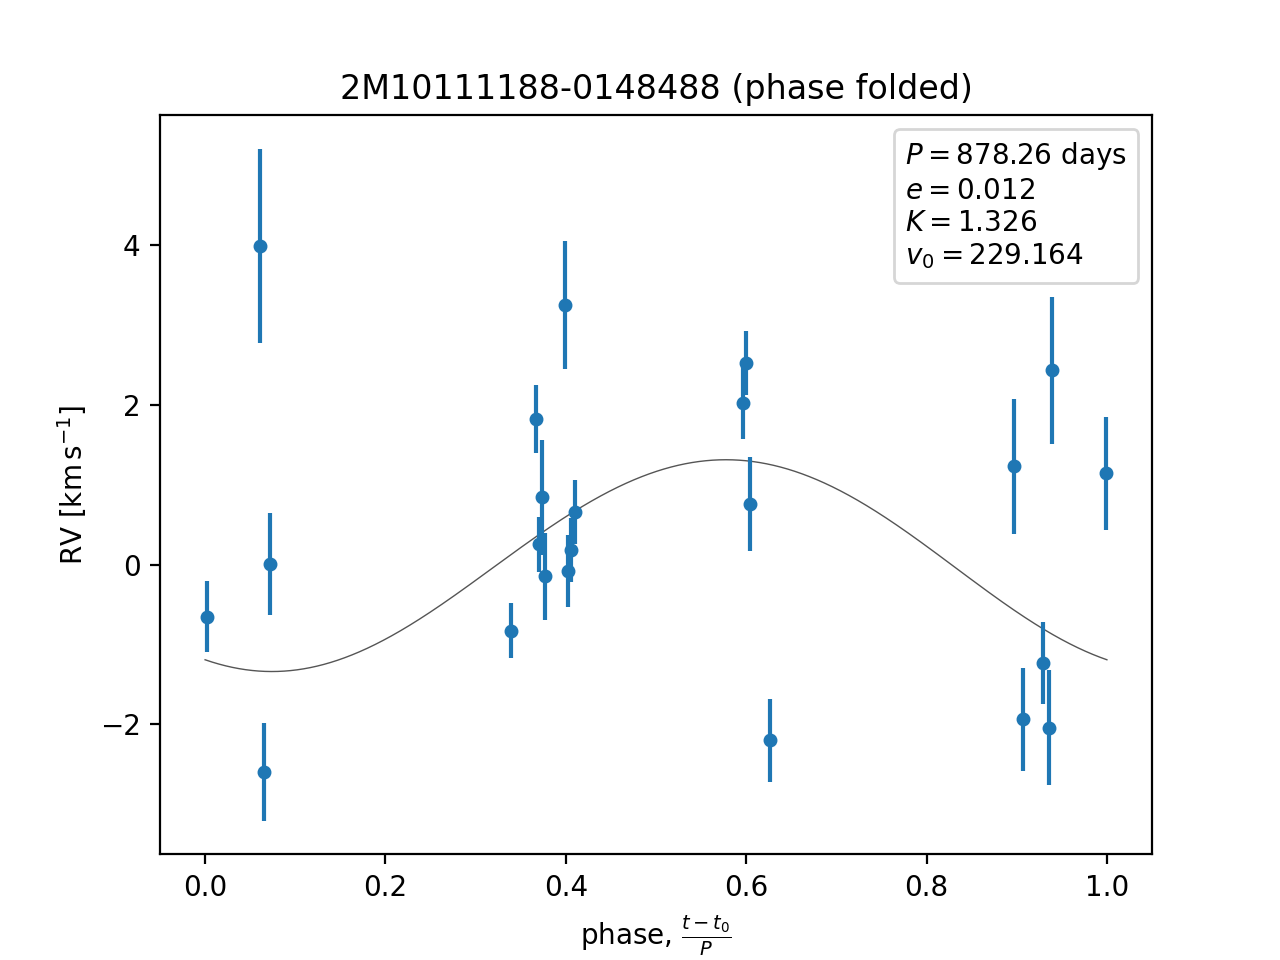 2M10111188-0148488 (phase folded)
P = 878.26 days
e = 0.012
K = 1.326
v₀ = 229.164
RV [km s⁻¹]
4
2
0
−2
0.0 0.2 0.4 0.6 0.8 1.0
phase, (t − t₀)/P